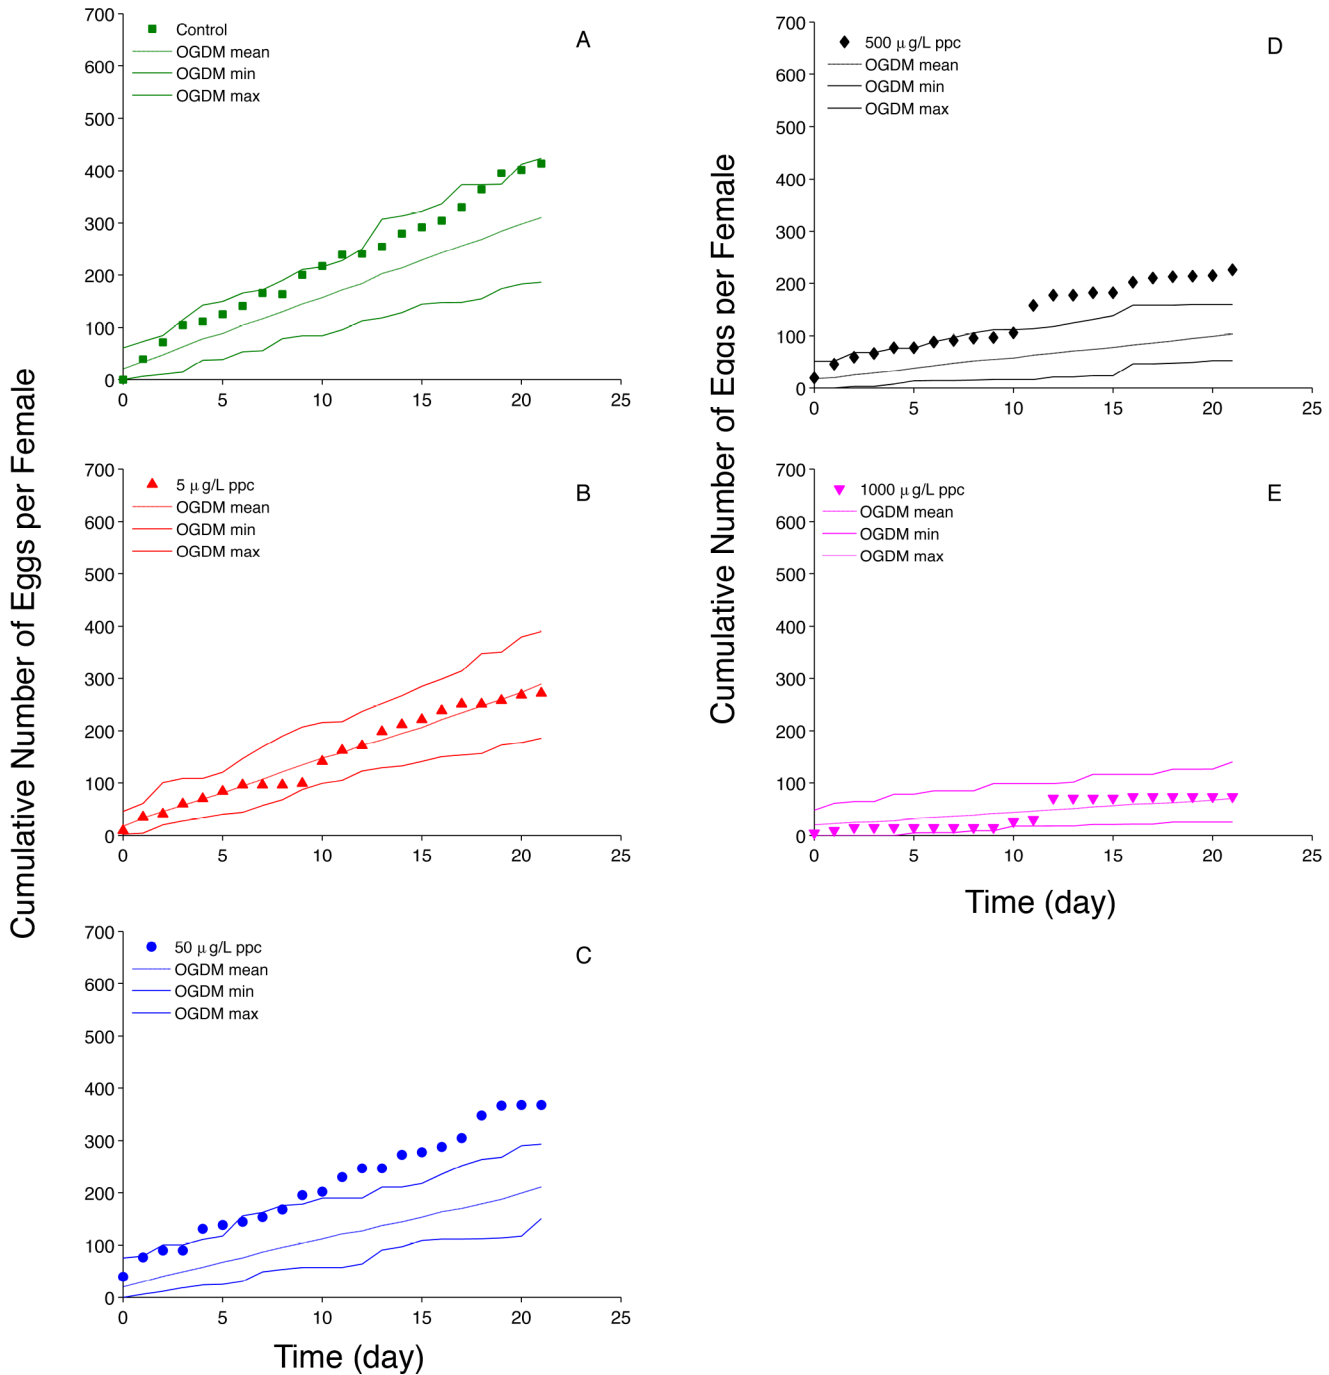 Cumulative Number of Eggs per Female
700
600
500
400
300
200
100
0
0 5 10 15 20 25
Control
OGDM mean
OGDM min
OGDM max
A
700
600
500
400
300
200
100
0
0 5 10 15 20 25
5 μ g/L ppc
OGDM mean
OGDM min
OGDM max
B
700
600
500
400
300
200
100
0
0 5 10 15 20 25
50 μ g/L ppc
OGDM mean
OGDM min
OGDM max
C
Time (day)
Cumulative Number of Eggs per Female
700
600
500
400
300
200
100
0
0 5 10 15 20 25
500 μ g/L ppc
OGDM mean
OGDM min
OGDM max
D
700
600
500
400
300
200
100
0
0 5 10 15 20 25
1000 μ g/L ppc
OGDM mean
OGDM min
OGDM max
E
Time (day)